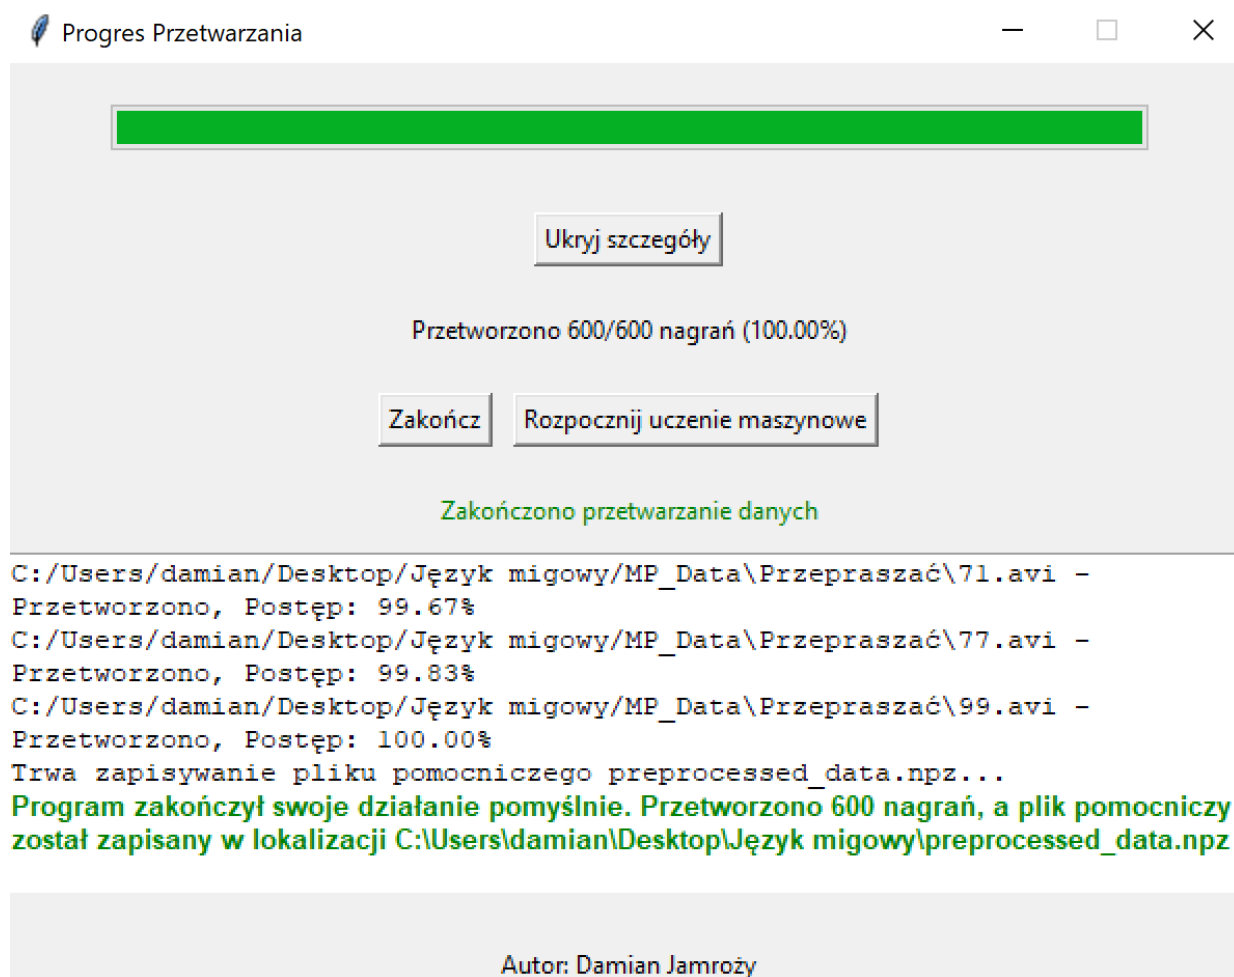 Progres Przetwarzania
Ukryj szczegóły
Przetworzono 600/600 nagrań (100.00%)
Zakończ
Rozpocznij uczenie maszynowe
Zakończono przetwarzanie danych
C:/Users/damian/Desktop/Język migowy/MP_Data\Przepraszać\71.avi -
Przetworzono, Postęp: 99.67%
C:/Users/damian/Desktop/Język migowy/MP_Data\Przepraszać\77.avi -
Przetworzono, Postęp: 99.83%
C:/Users/damian/Desktop/Język migowy/MP_Data\Przepraszać\99.avi -
Przetworzono, Postęp: 100.00%
Trwa zapisywanie pliku pomocniczego preprocessed_data.npz...
Program zakończył swoje działanie pomyślnie. Przetworzono 600 nagrań, a plik pomocniczy
został zapisany w lokalizacji C:\Users\damian\Desktop\Język migowy\preprocessed_data.npz
Autor: Damian Jamroży